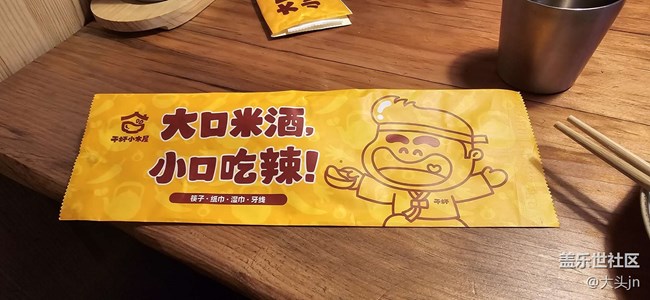 大口米酒,
小口吃辣!
筷子·纸巾·湿巾·牙线
盖乐世社区
@大头jn